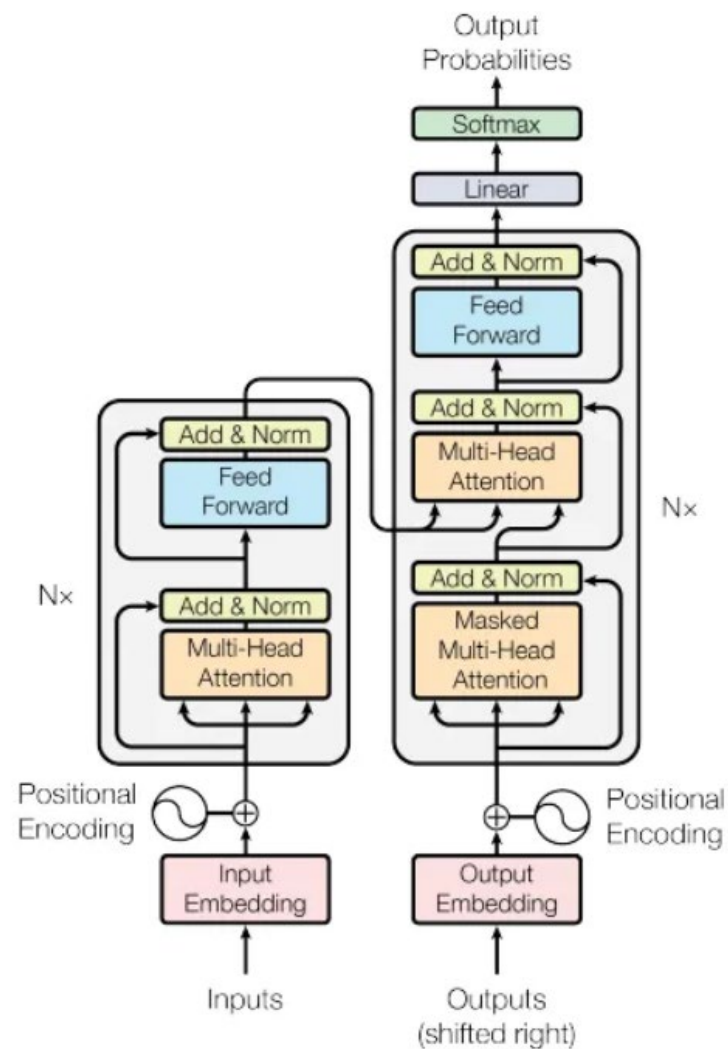 Output
Probabilities
Softmax
Linear
Add & Norm
Feed
Forward
Add & Norm
Multi-Head
Attention
Nx
Add & Norm
Masked
Multi-Head
Attention
Add & Norm
Feed
Forward
Nx
Add & Norm
Multi-Head
Attention
Positional
Encoding
Positional
Encoding
Input
Embedding
Output
Embedding
Inputs
Outputs
(shifted right)